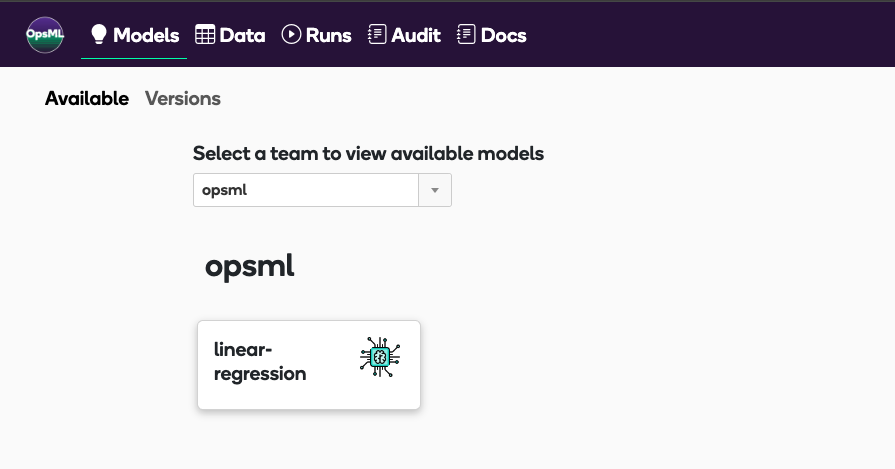 OpsML Models Data Runs Audit Docs
Available Versions
Select a team to view available models
opsml
opsml
linear-
regression